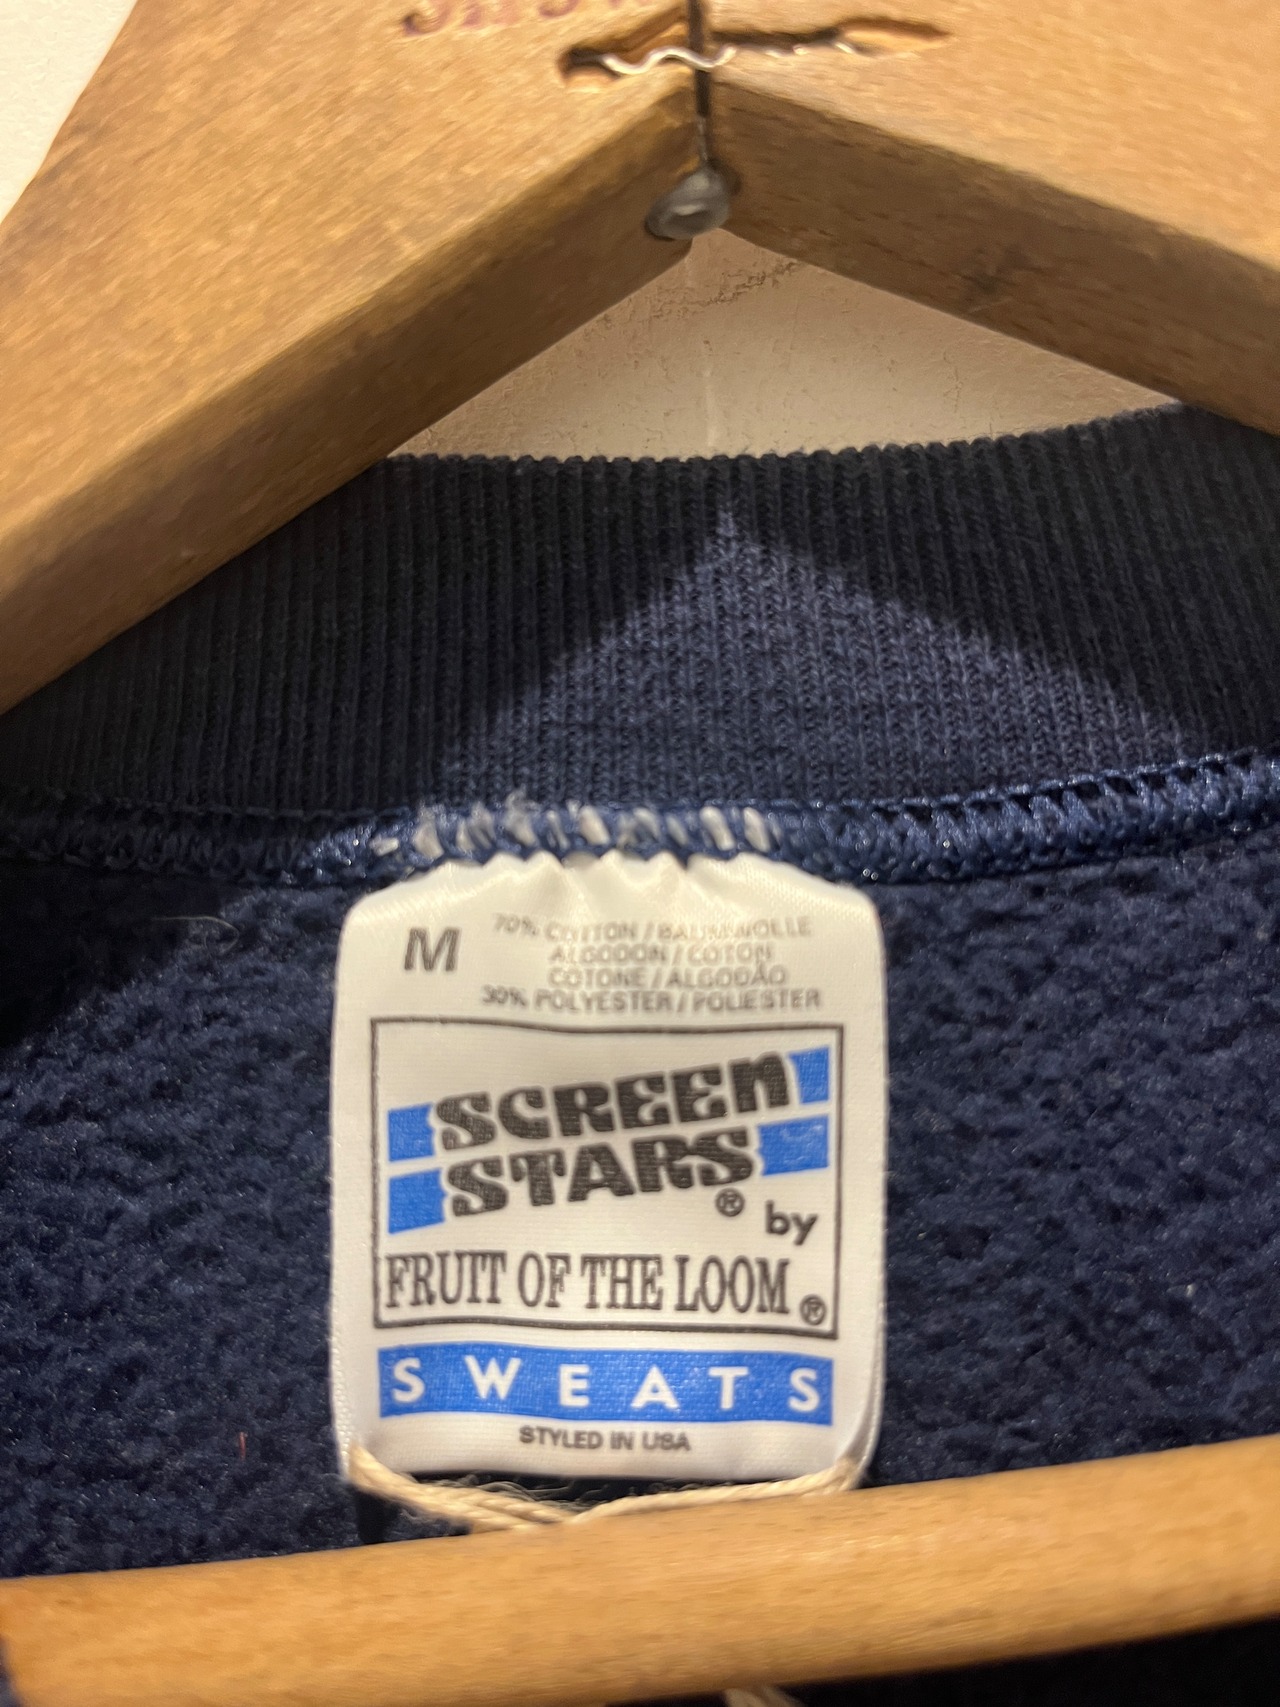 M
70% COTTON / BAUMWOLLE
ALGODON / COTON
COTONE / ALGODÃO
30% POLYESTER / POLIESTER
SCREEN
STARS® by
FRUIT OF THE LOOM®
SWEATS
STYLED IN USA